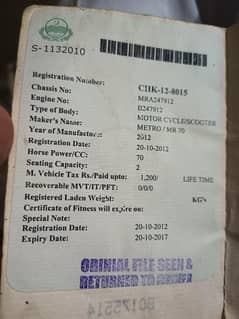 S-1132010
Registration Number: CHK-12-8015
Chassis No: MRA247912
Engine No: D247912
Type of Body: MOTOR CYCLE/SCOOTER
Maker's Name: METRO / MR 70
Year of Manufacture: 2012
Registration Date: 20-10-2012
Horse Power/CC: 70
Seating Capacity: 2
M. Vehicle Tax Rs./Paid upto: 1,200/ LIFE TIME
Recoverable MVT/IT/PFT: 0/0/0
Registered Laden Weight: KG's
Certificate of Fitness will expire on:
Special Note:
Registration Date: 20-10-2012
Expiry Date: 20-10-2017
ORIGINAL FILE SEEN &
RETURNED TO OWNER